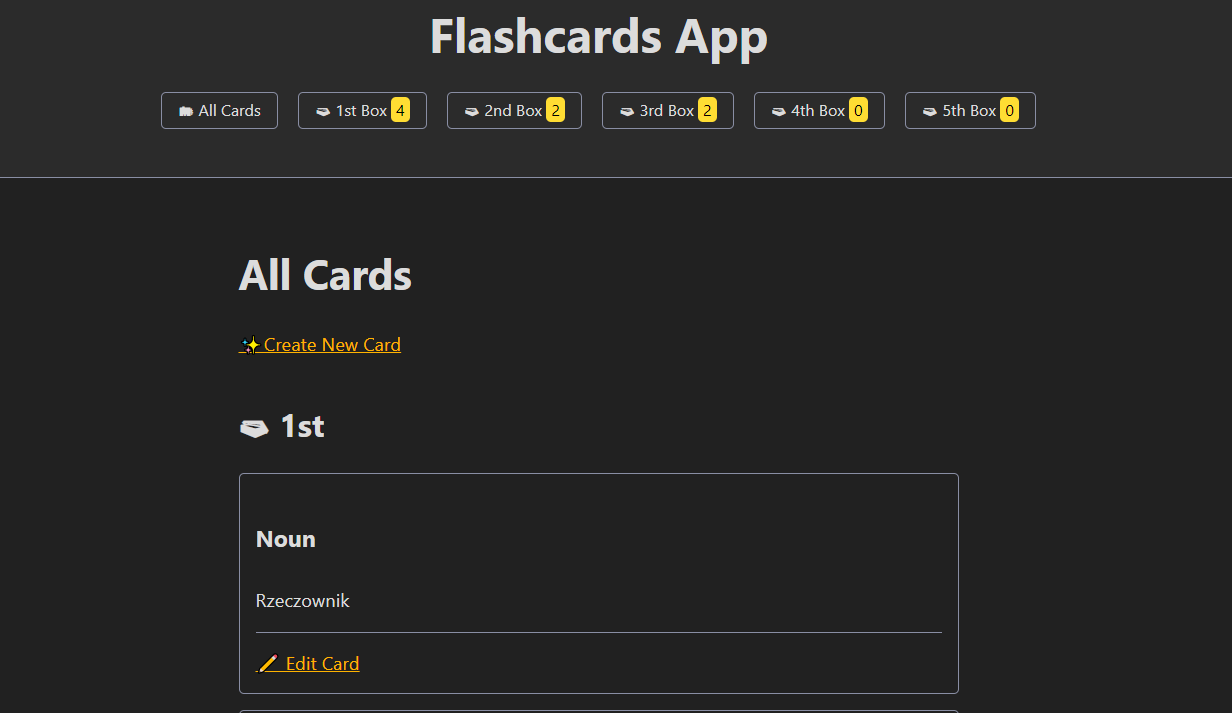 Flashcards App
All Cards
1st Box 4
2nd Box 2
3rd Box 2
4th Box 0
5th Box 0
All Cards
Create New Card
1st
Noun
Rzeczownik
Edit Card